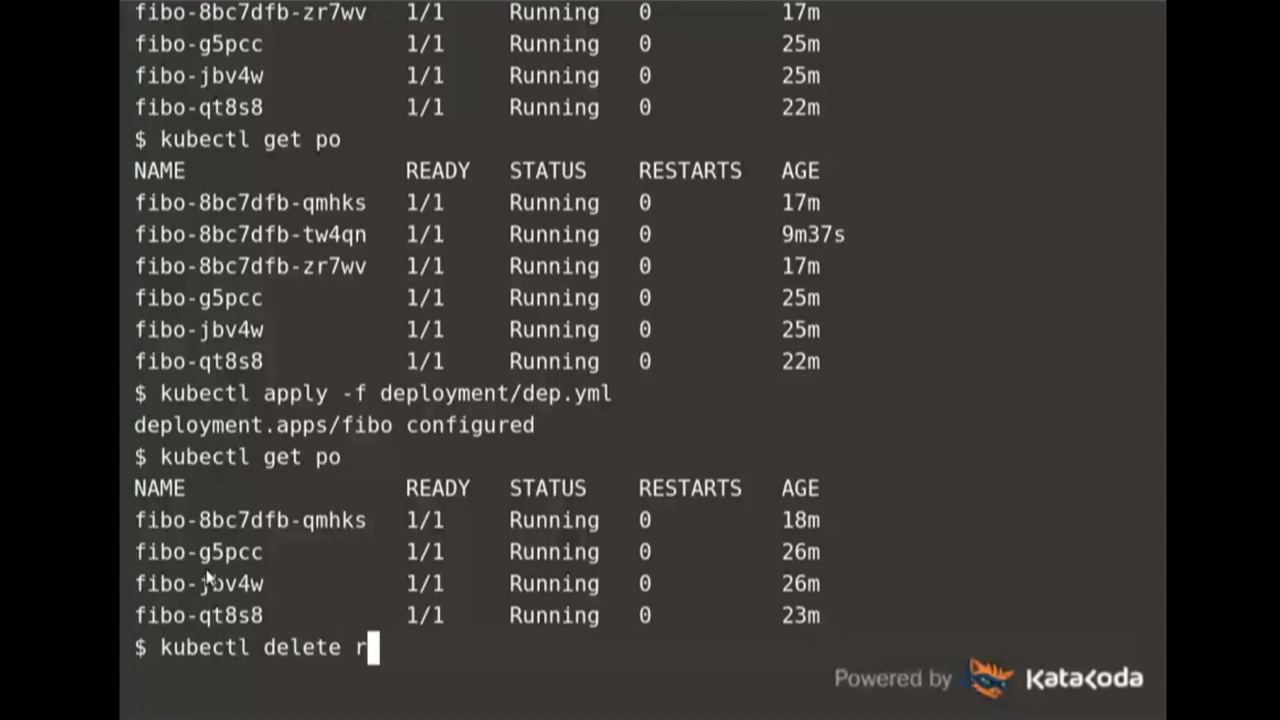 fibo-8bc7dfb-zr7wv 1/1 Running 0 17m
fibo-g5pcc 1/1 Running 0 25m
fibo-jbv4w 1/1 Running 0 25m
fibo-qt8s8 1/1 Running 0 22m
$ kubectl get po
NAME READY STATUS RESTARTS AGE
fibo-8bc7dfb-qmhks 1/1 Running 0 17m
fibo-8bc7dfb-tw4qn 1/1 Running 0 9m37s
fibo-8bc7dfb-zr7wv 1/1 Running 0 17m
fibo-g5pcc 1/1 Running 0 25m
fibo-jbv4w 1/1 Running 0 25m
fibo-qt8s8 1/1 Running 0 22m
$ kubectl apply -f deployment/dep.yml
deployment.apps/fibo configured
$ kubectl get po
NAME READY STATUS RESTARTS AGE
fibo-8bc7dfb-qmhks 1/1 Running 0 18m
fibo-g5pcc 1/1 Running 0 26m
fibo-jbv4w 1/1 Running 0 26m
fibo-qt8s8 1/1 Running 0 23m
$ kubectl delete r
Powered by Katacoda